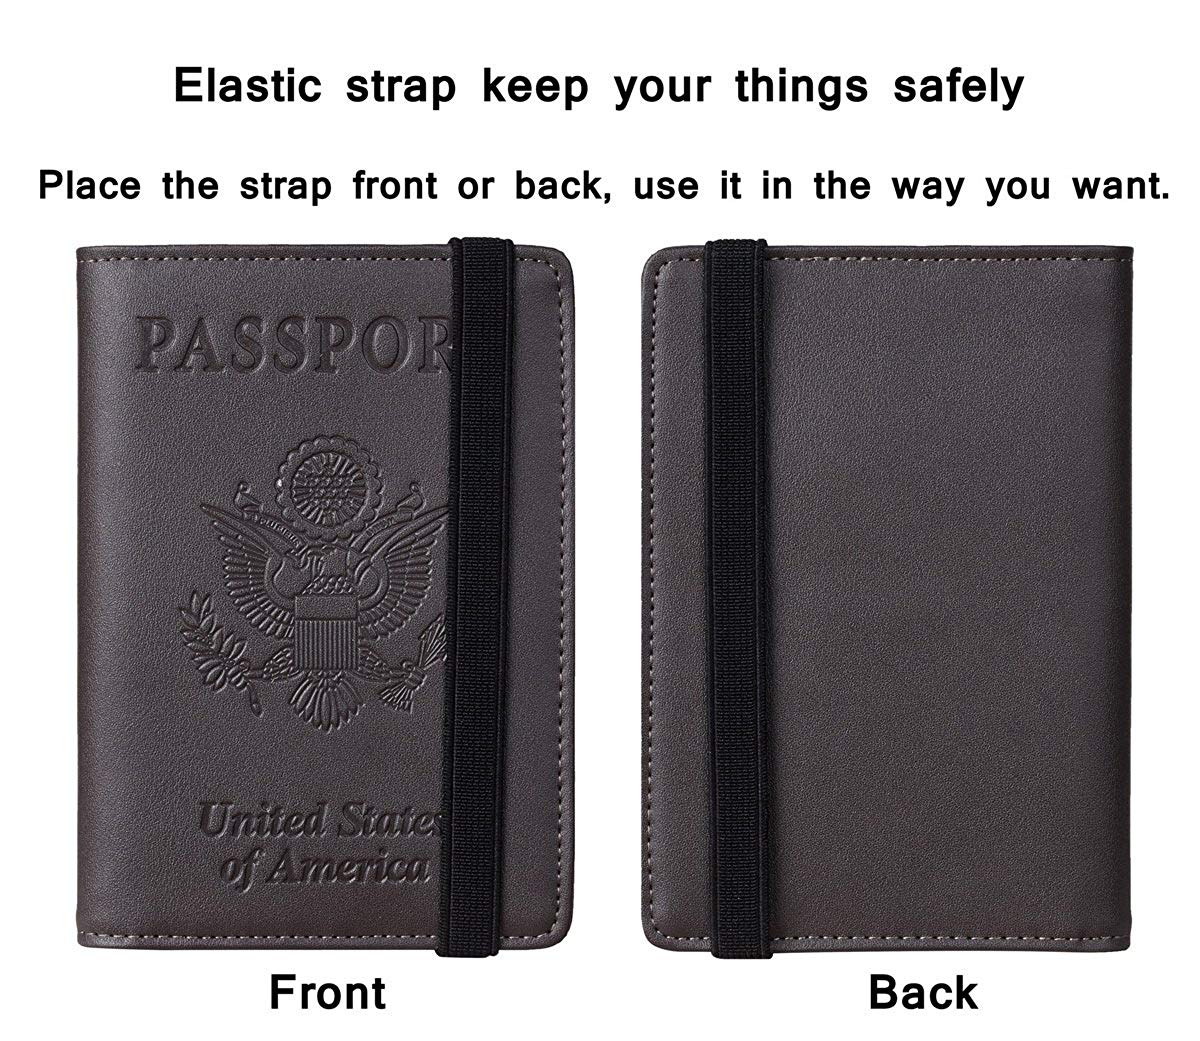 Elastic strap keep your things safely
Place the strap front or back, use it in the way you want.
PASSPOR
United States
of America
Front
Back